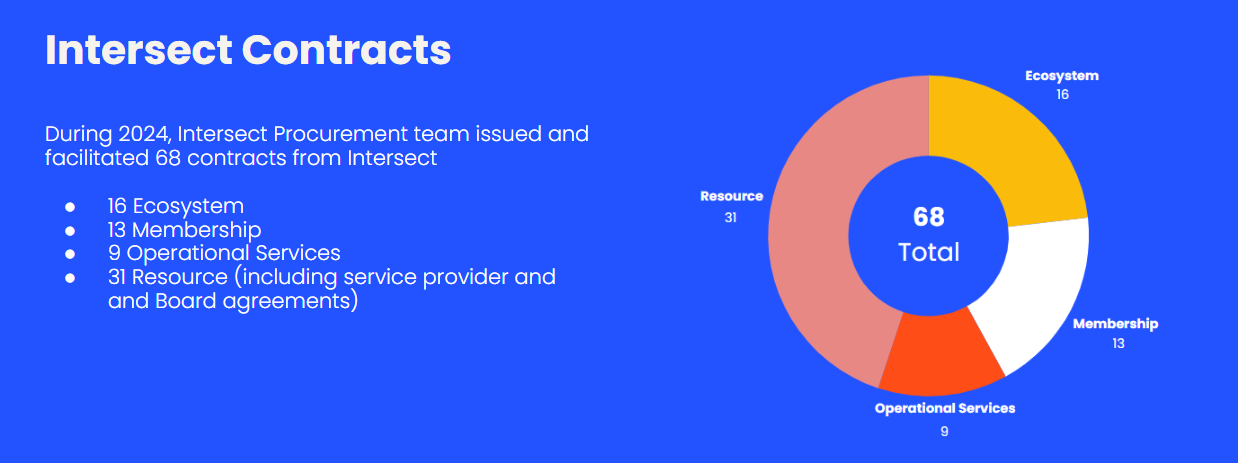 Intersect Contracts
During 2024, Intersect Procurement team issued and
facilitated 68 contracts from Intersect
● 16 Ecosystem
● 13 Membership
● 9 Operational Services
● 31 Resource (including service provider and
and Board agreements)
Ecosystem
16
Resource
31
68
Total
Membership
13
Operational Services
9